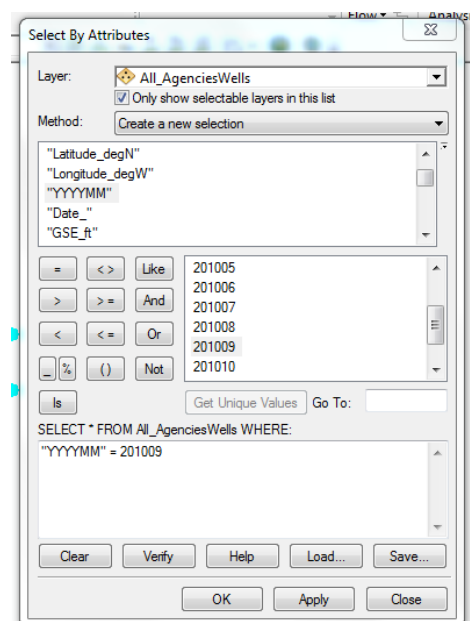 Flow Analys
Select By Attributes
Layer: All_AgenciesWells
Only show selectable layers in this list
Method: Create a new selection
"Latitude_degN"
"Longitude_degW"
"YYYYMM"
"Date_"
"GSE_ft"
= < > Like
> > = And
< < = Or
_ % ( ) Not
Is
201005
201006
201007
201008
201009
201010
Get Unique Values Go To:
SELECT * FROM All_AgenciesWells WHERE:
"YYYYMM" = 201009
Clear Verify Help Load... Save...
OK Apply Close